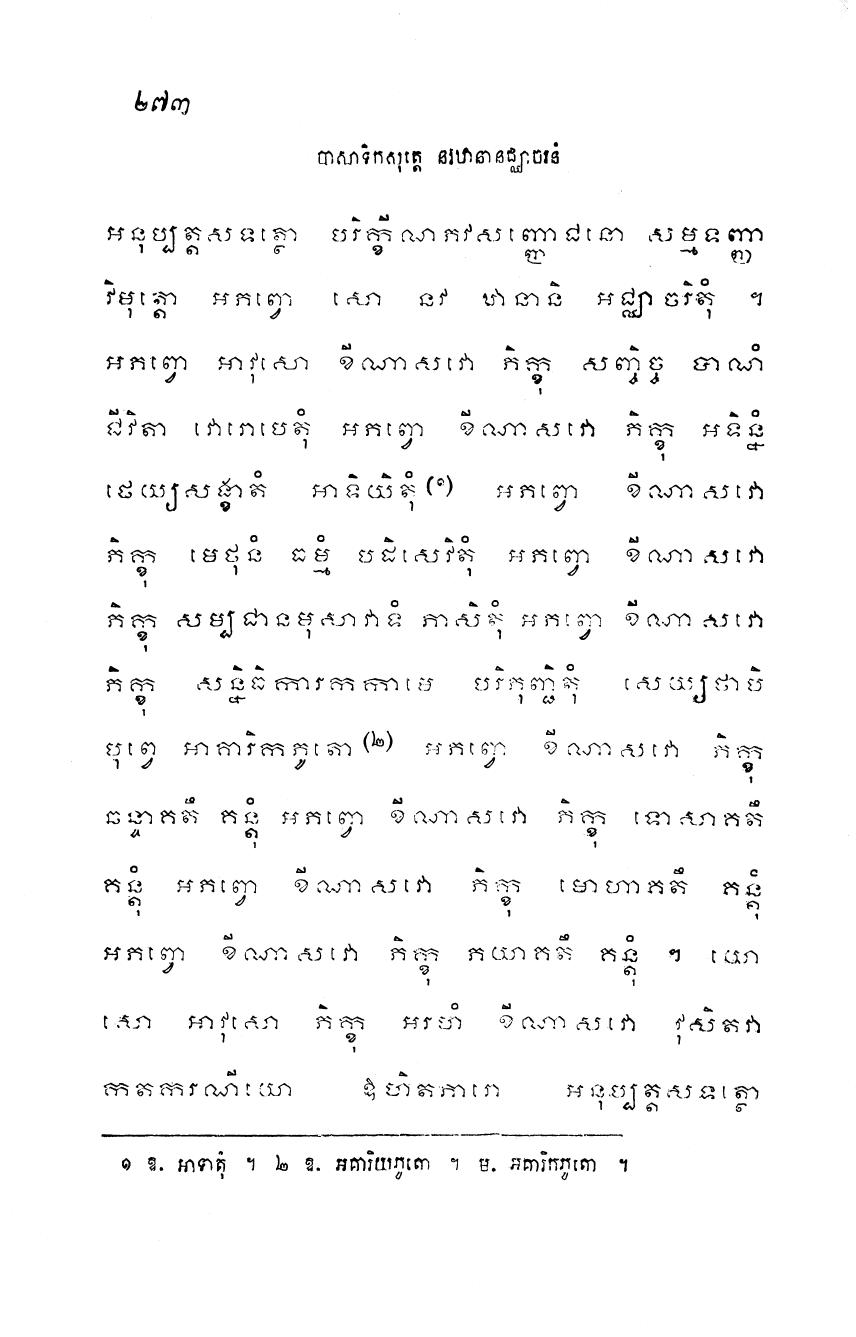 ២៧៣
បាសាទិកសុត្តេ នវឋានានជ្ឈាចរនំ
អនុប្បត្តសទត្ថោ បរិក្ខីណភវសញ្ញោជនោ សម្មទញ្ញា
វិមុត្តោ អភព្វោ សោ នវ ឋានានិ អជ្ឈាចរិតុំ ។
អភព្វោ អាវុសោ ខីណាសវោ ភិក្ខុ សញ្ចិច្ច បាណំ
ជីវិតា វោរោបេតុំ អភព្វោ ខីណាសវោ ភិក្ខុ អទិន្នំ
ថេយ្យសង្ខាតំ អាទិយិតុំ (១) អភព្វោ ខីណាសវោ
ភិក្ខុ មេថុនំ ធម្មំ បដិសេវិតុំ អភព្វោ ខីណាសវោ
ភិក្ខុ សម្បជានមុសាវាទំ ភាសិតុំ អភព្វោ ខីណាសវោ
ភិក្ខុ សន្និធិការកកាមេ បរិភុញ្ជិតុំ សេយ្យថាបិ
បុព្វេ អាគារិកភូតោ (២) អភព្វោ ខីណាសវោ ភិក្ខុ
ឆន្ទាគតឹ គន្តុំ អភព្វោ ខីណាសវោ ភិក្ខុ ទោសាគតឹ
គន្តុំ អភព្វោ ខីណាសវោ ភិក្ខុ មោហាគតឹ គន្តុំ
អភព្វោ ខីណាសវោ ភិក្ខុ ភយាគតឹ គន្តុំ ។ យោ
សោ អាវុសោ ភិក្ខុ អរហំ ខីណាសវោ វុសិតវា
កតករណីយោ ឱហិតភារោ អនុប្បត្តសទត្ថោ
១ ឱ. អាទាតុំ ។ ២ ឱ. អគារិយភូតោ ។ ម. អគារិកភូតោ ។